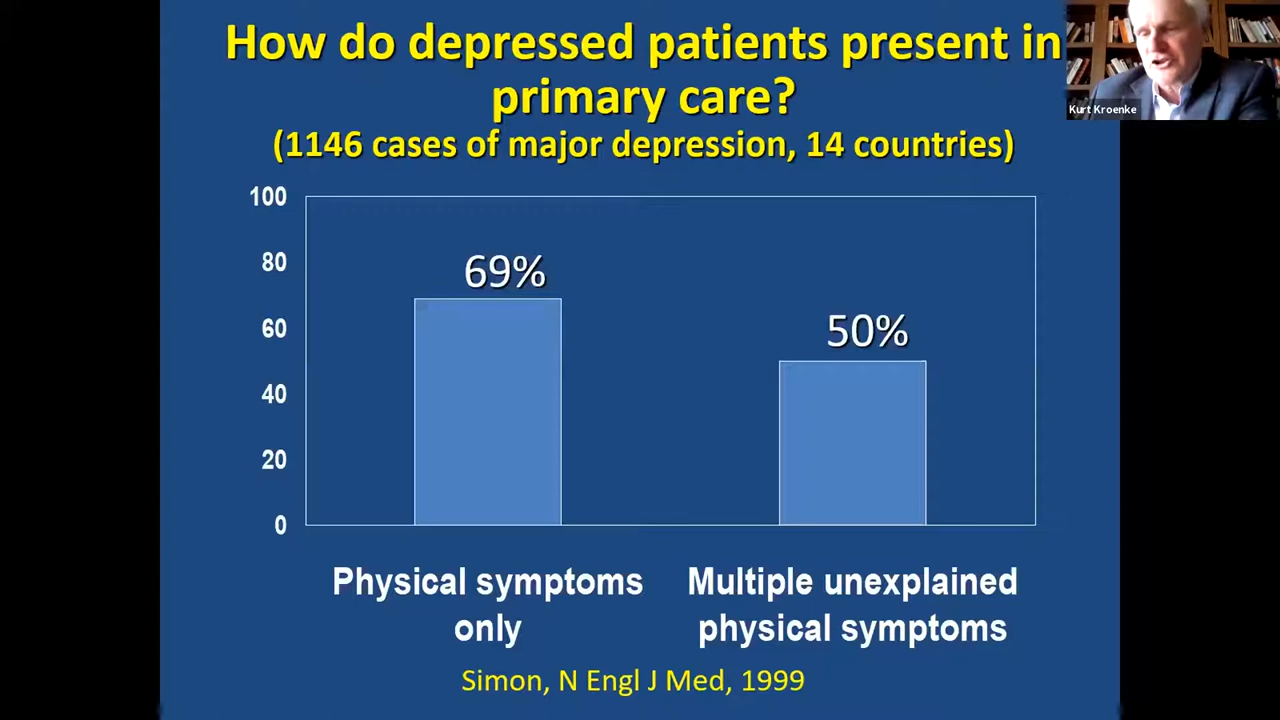 How do depressed patients present in
primary care?
(1146 cases of major depression, 14 countries)
Kurt Kroenke
100
80
60
40
20
0
69%
50%
Physical symptoms
only
Multiple unexplained
physical symptoms
Simon, N Engl J Med, 1999